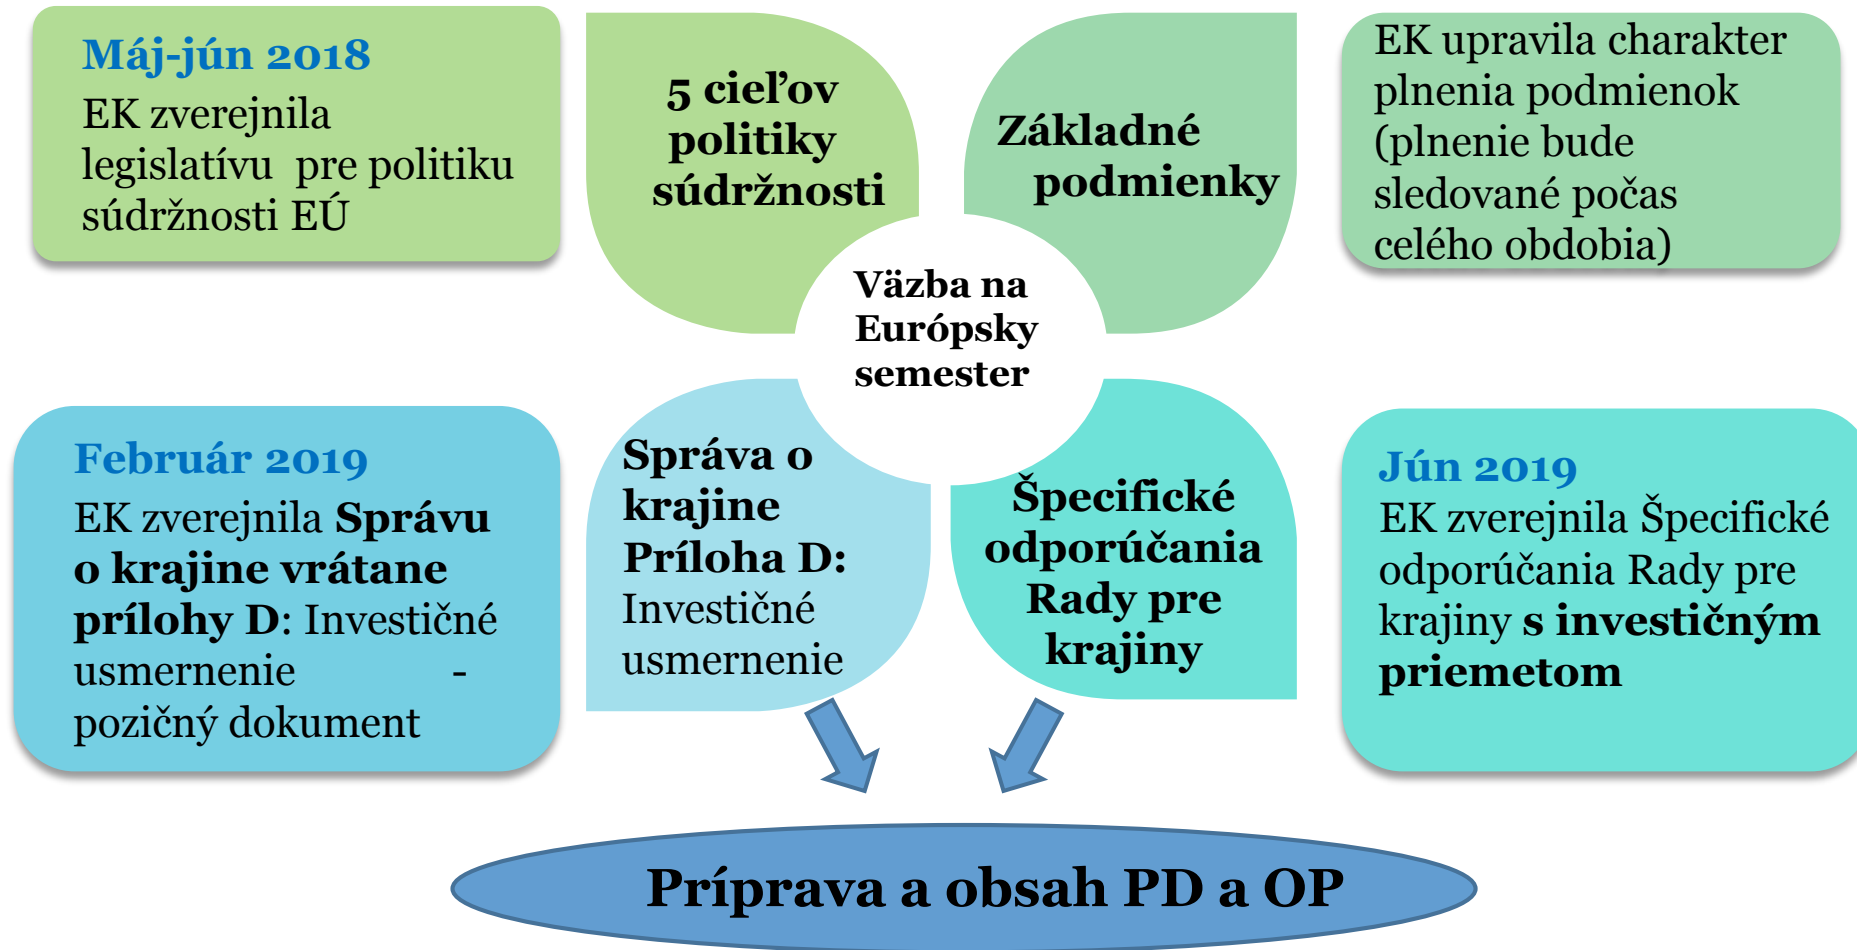 Máj-jún 2018
EK zverejnila
legislatívu pre politiku
súdržnosti EÚ
5 cieľov
politiky
súdržnosti
Základné
podmienky
EK upravila charakter
plnenia podmienok
(plnenie bude
sledované počas
celého obdobia)
Väzba na
Európsky
semester
Február 2019
EK zverejnila Správu
o krajine vrátane
prílohy D: Investičné
usmernenie -
pozičný dokument
Správa o
krajine
Príloha D:
Investičné
usmernenie
Špecifické
odporúčania
Rady pre
krajiny
Jún 2019
EK zverejnila Špecifické
odporúčania Rady pre
krajiny s investičným
priemetom
Príprava a obsah PD a OP